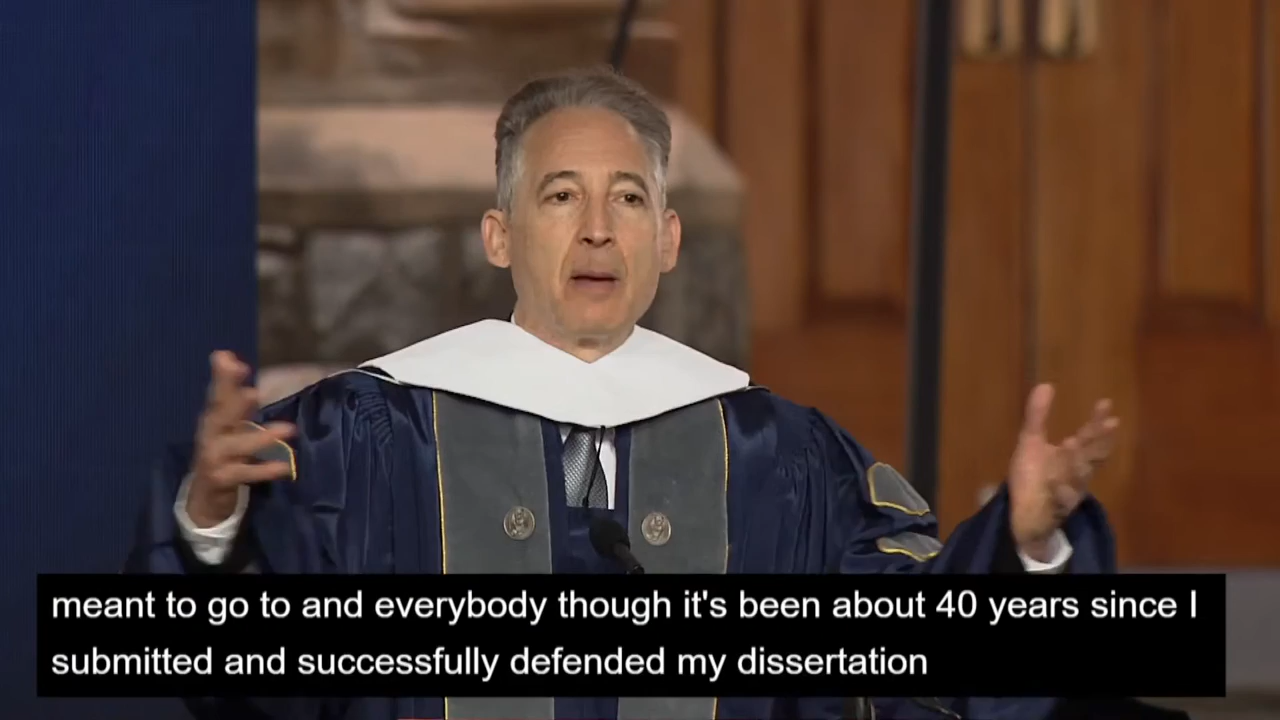 meant to go to and everybody though it's been about 40 years since I
submitted and successfully defended my dissertation